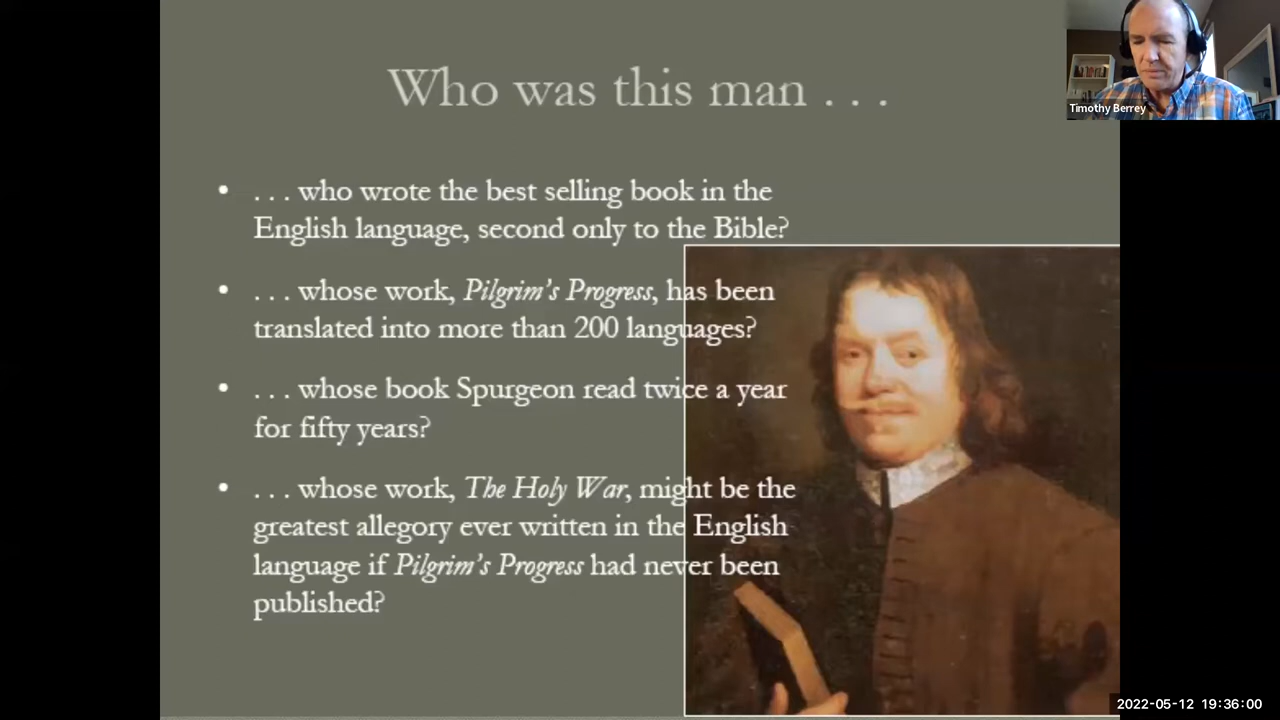 Who was this man . . .
• . . . who wrote the best selling book in the
English language, second only to the Bible?
• . . . whose work, Pilgrim's Progress, has been
translated into more than 200 languages?
• . . . whose book Spurgeon read twice a year
for fifty years?
• . . . whose work, The Holy War, might be the
greatest allegory ever written in the English
language if Pilgrim's Progress had never been
published?
Timothy Berrey
2022-05-12 19:36:00